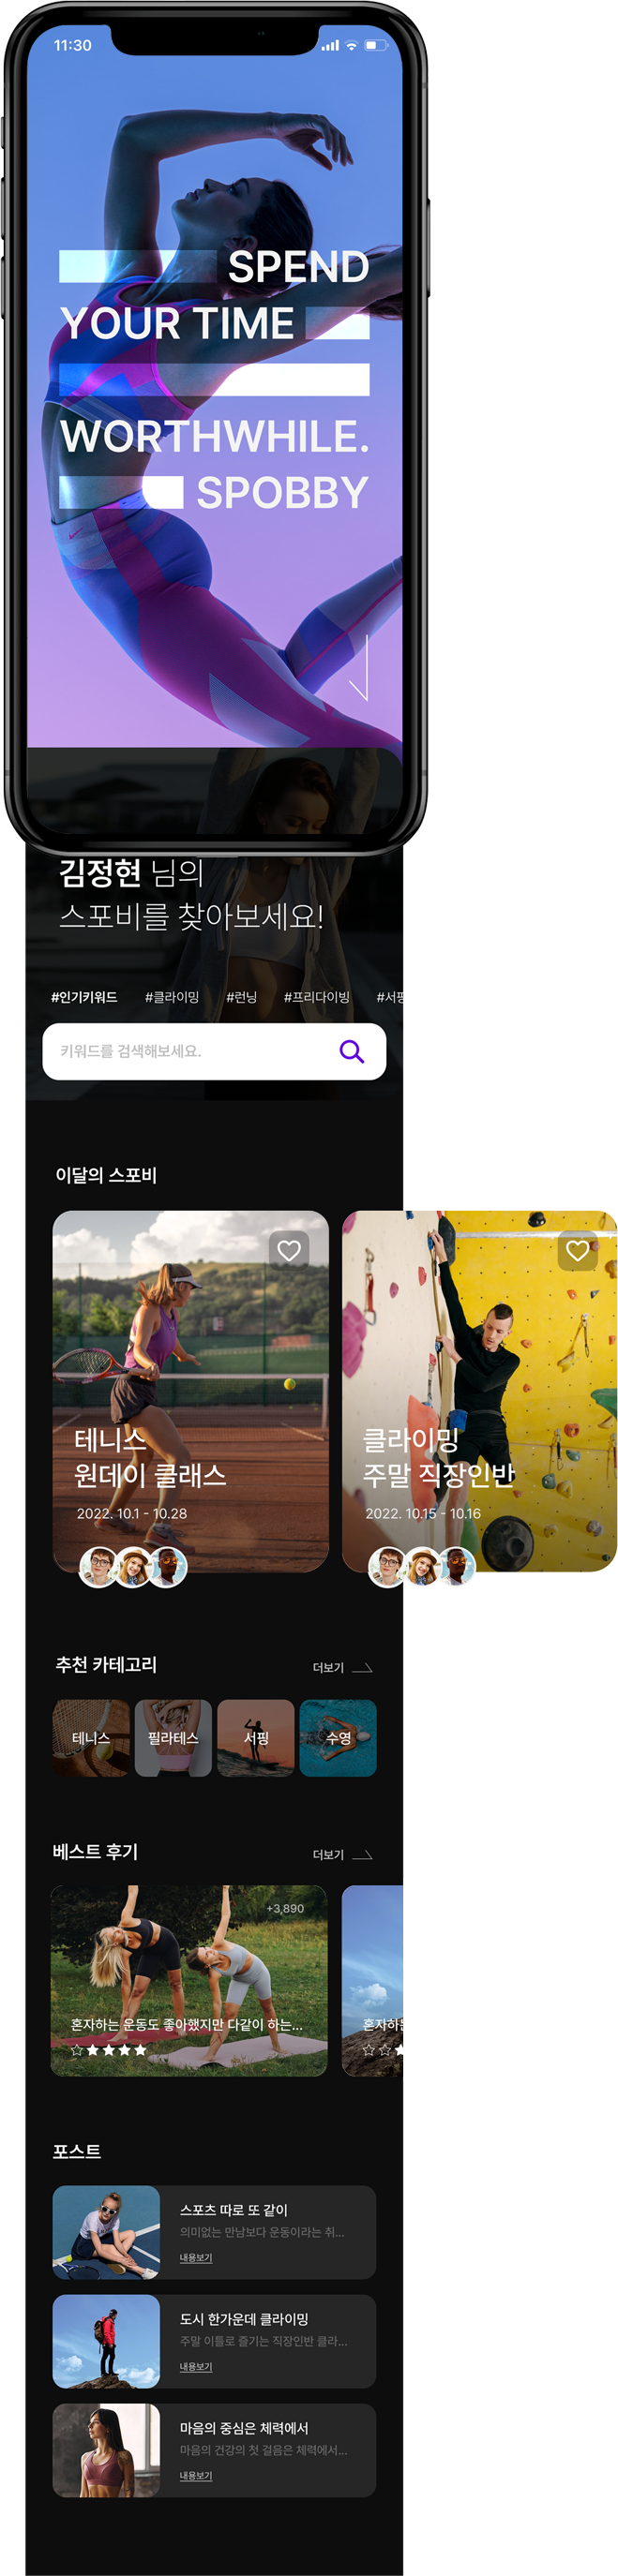 11:30
SPEND
YOUR TIME
WORTHWHILE.
SPOBBY
김정현 님의
스포비를 찾아보세요!
#인기키워드 #클라이밍 #런닝 #프리다이빙 #서핑
키워드를 검색해보세요.
이달의 스포비
테니스
원데이 클래스
2022. 10.1 - 10.28
클라이밍
주말 직장인반
2022. 10.15 - 10.16
추천 카테고리
더보기
테니스
필라테스
서핑
수영
베스트 후기
더보기
+3,890
혼자하는 운동도 좋아했지만 다같이 하는...
혼자하는
포스트
스포츠 따로 또 같이
의미없는 만남보다 운동이라는 취...
내용보기
도시 한가운데 클라이밍
주말 이틀로 즐기는 직장인반 클라...
내용보기
마음의 중심은 체력에서
마음의 건강의 첫 걸음은 체력에서...
내용보기